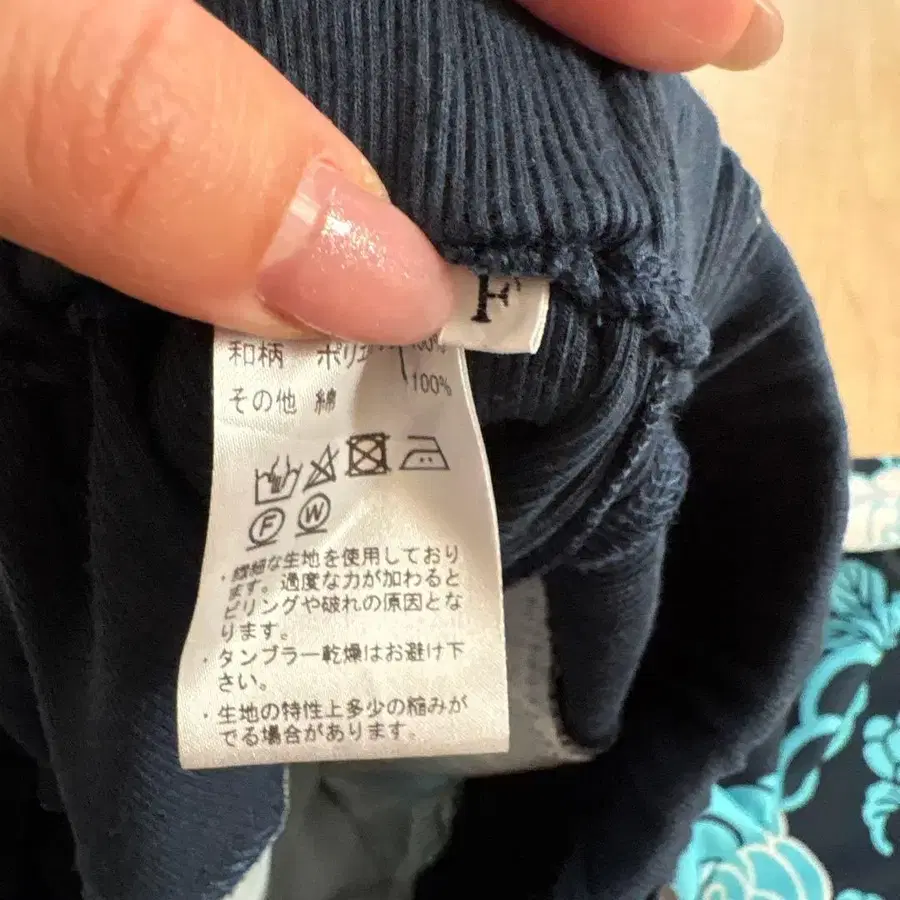 F
和柄 ポリエ
その他 綿 100%
F W
・繊細な生地を使用しており
ます。過度な力が加わると
ピリングや破れの原因とな
ります。
・タンブラー乾燥はお避け下
さい。
・生地の特性上多少の縮みが
でる場合があります。